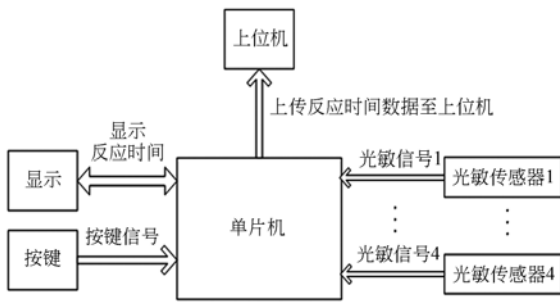 上位机
上传反应时间数据至上位机
显示
反应时间
显示
单片机
光敏信号1
光敏传感器1
按键信号
按键
光敏信号4
光敏传感器4